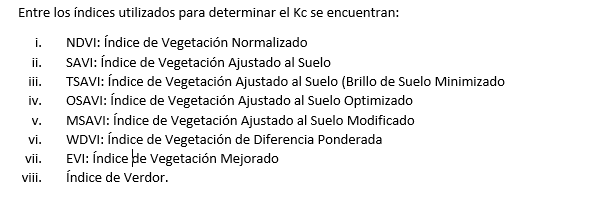 Entre los índices utilizados para determinar el Kc se encuentran:
i. NDVI: Índice de Vegetación Normalizado
ii. SAVI: Índice de Vegetación Ajustado al Suelo
iii. TSAVI: Índice de Vegetación Ajustado al Suelo (Brillo de Suelo Minimizado
iv. OSAVI: Índice de Vegetación Ajustado al Suelo Optimizado
v. MSAVI: Índice de Vegetación Ajustado al Suelo Modificado
vi. WDVI: Índice de Vegetación de Diferencia Ponderada
vii. EVI: Índice de Vegetación Mejorado
viii. Índice de Verdor.